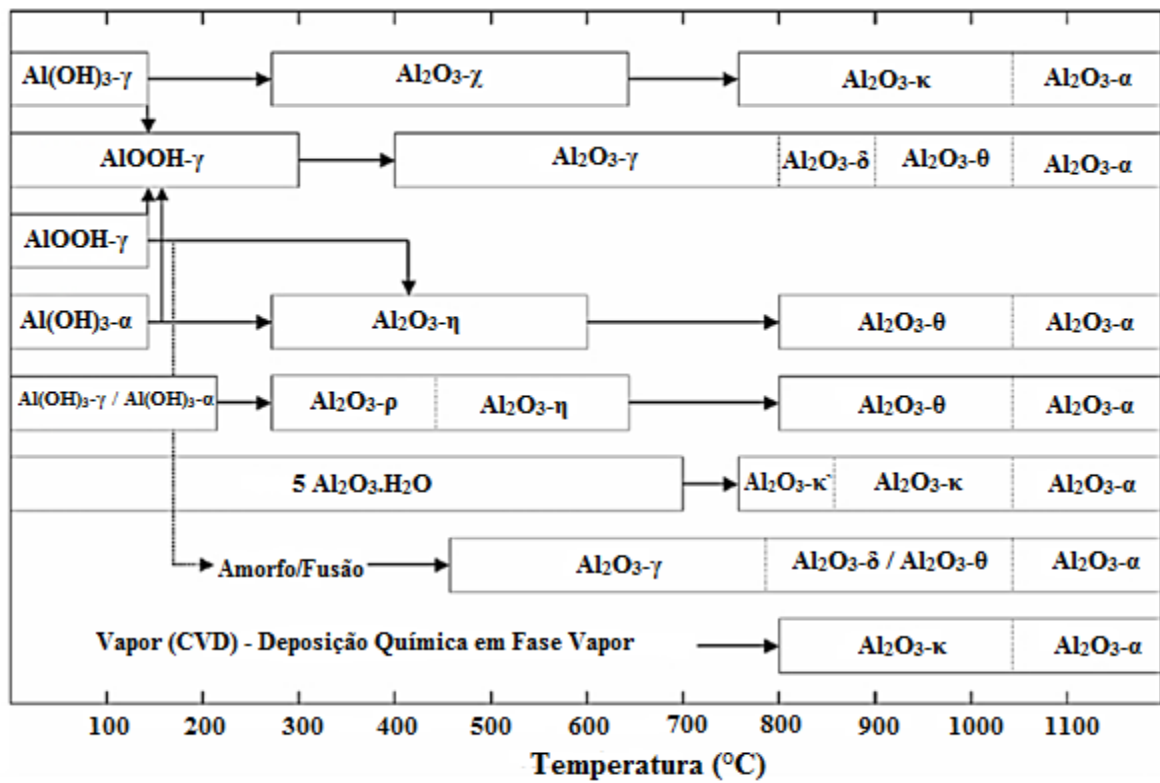 Al(OH)₃-γ Al₂O₃-χ Al₂O₃-κ Al₂O₃-α
AlOOH-γ Al₂O₃-γ Al₂O₃-δ Al₂O₃-θ Al₂O₃-α
AlOOH-γ
Al(OH)₃-α Al₂O₃-η Al₂O₃-θ Al₂O₃-α
Al(OH)₃-γ / Al(OH)₃-α Al₂O₃-ρ Al₂O₃-η Al₂O₃-θ Al₂O₃-α
5 Al₂O₃.H₂O Al₂O₃-κ` Al₂O₃-κ Al₂O₃-α
Amorfo/Fusão Al₂O₃-γ Al₂O₃-δ / Al₂O₃-θ Al₂O₃-α
Vapor (CVD) - Deposição Química em Fase Vapor Al₂O₃-κ Al₂O₃-α
100 200 300 400 500 600 700 800 900 1000 1100
Temperatura (°C)